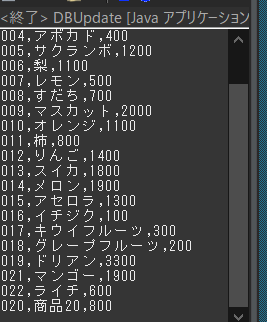 <終了> DBUpdate [Java アプリケーション
004,アボカド,400
005,サクランボ,1200
006,梨,1100
007,レモン,500
008,すだち,700
009,マスカット,2000
010,オレンジ,1100
011,柿,800
012,りんご,1400
013,スイカ,1800
014,メロン,1900
015,アセロラ,1300
016,イチジク,100
017,キウイフルーツ,300
018,グレープフルーツ,200
019,ドリアン,3300
021,マンゴー,1900
022,ライチ,600
020,商品20,800